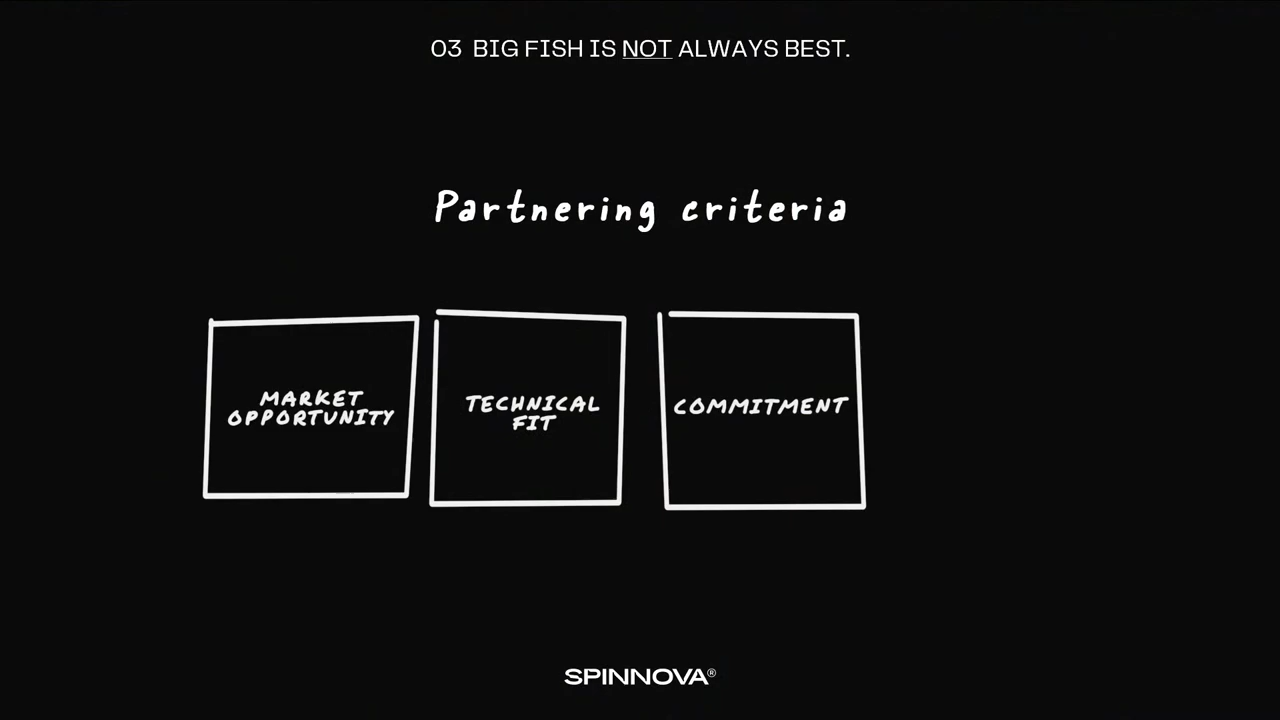 03 BIG FISH IS NOT ALWAYS BEST.
Partnering criteria
MARKET
OPPORTUNITY
TECHNICAL
FIT
COMMITMENT
SPINNOVA®